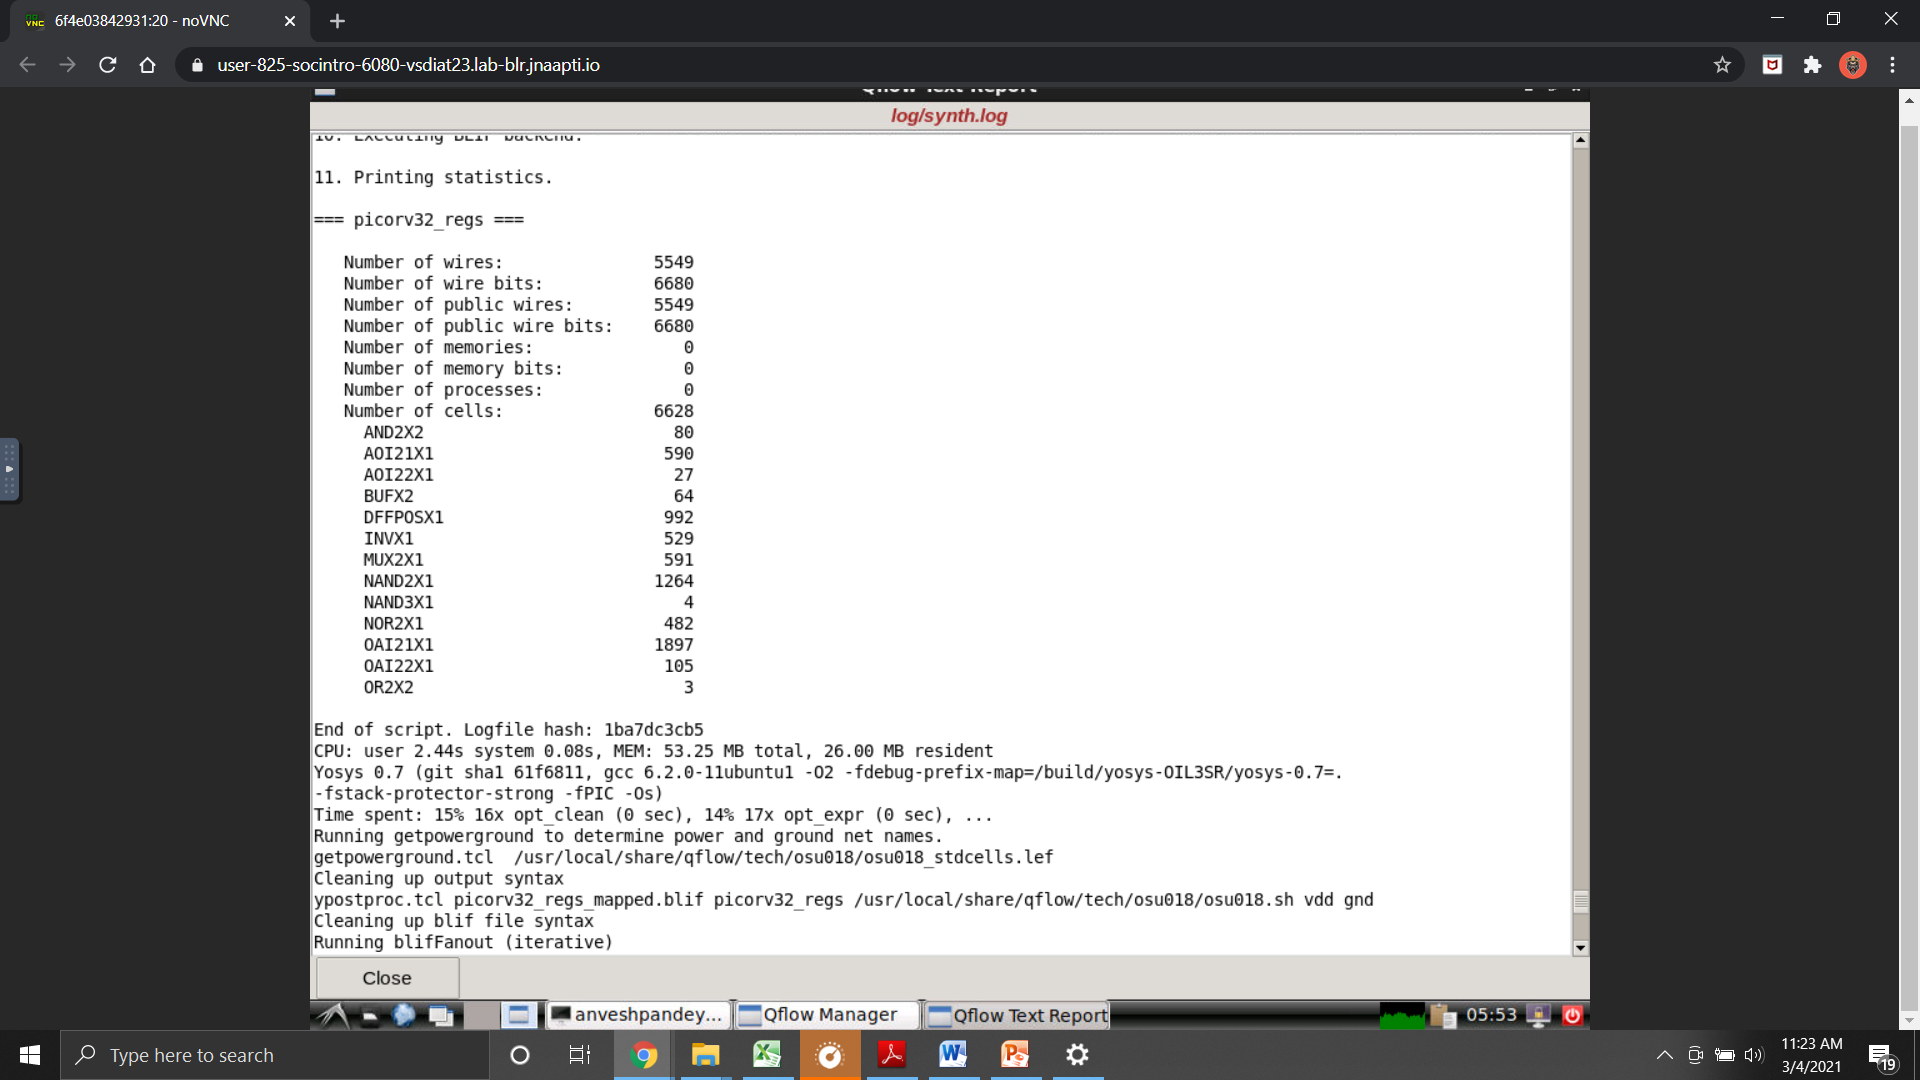 6f4e03842931:20 - noVNC
user-825-socintro-6080-vsdiat23.lab-blr.jnaapti.io
Qflow Text Report
log/synth.log
10. Executing BLIF backend.
11. Printing statistics.
=== picorv32_regs ===
Number of wires: 5549
Number of wire bits: 6680
Number of public wires: 5549
Number of public wire bits: 6680
Number of memories: 0
Number of memory bits: 0
Number of processes: 0
Number of cells: 6628
AND2X2 80
AOI21X1 590
AOI22X1 27
BUFX2 64
DFFPOSX1 992
INVX1 529
MUX2X1 591
NAND2X1 1264
NAND3X1 4
NOR2X1 482
OAI21X1 1897
OAI22X1 105
OR2X2 3
End of script. Logfile hash: 1ba7dc3cb5
CPU: user 2.44s system 0.08s, MEM: 53.25 MB total, 26.00 MB resident
Yosys 0.7 (git sha1 61f6811, gcc 6.2.0-11ubuntu1 -O2 -fdebug-prefix-map=/build/yosys-OIL3SR/yosys-0.7=.
-fstack-protector-strong -fPIC -Os)
Time spent: 15% 16x opt_clean (0 sec), 14% 17x opt_expr (0 sec), ...
Running getpowerground to determine power and ground net names.
getpowerground.tcl  /usr/local/share/qflow/tech/osu018/osu018_stdcells.lef
Cleaning up output syntax
ypostproc.tcl picorv32_regs_mapped.blif picorv32_regs /usr/local/share/qflow/tech/osu018/osu018.sh vdd gnd
Cleaning up blif file syntax
Running blifFanout (iterative)
Close
anveshpandey... Qflow Manager Qflow Text Report 05:53
Type here to search
11:23 AM
3/4/2021
19